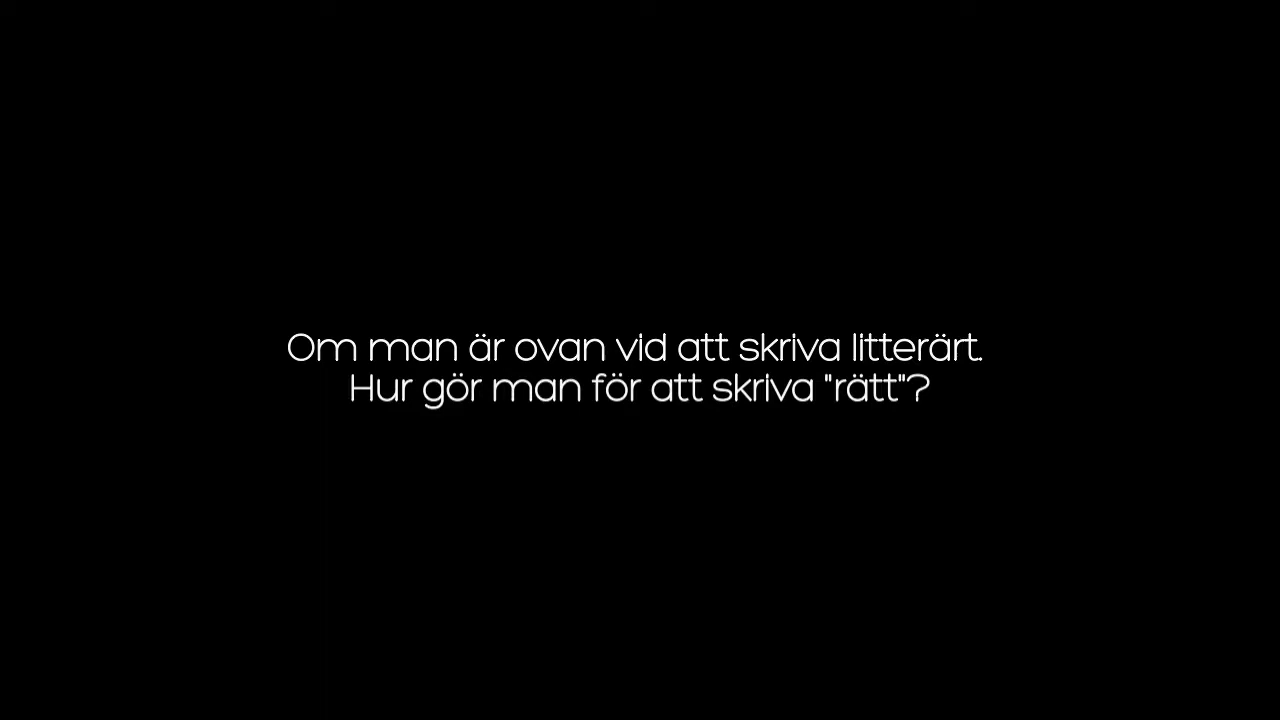 Om man är ovan vid att skriva litterärt.
Hur gör man för att skriva "rätt"?